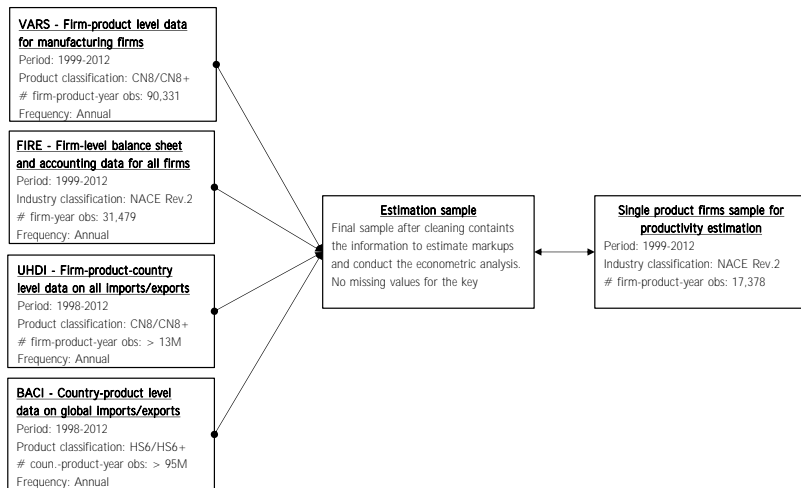 VARS - Firm-product level data
for manufacturing firms
Period: 1999-2012
Product classification: CN8/CN8+
# firm-product-year obs: 90,331
Frequency: Annual
FIRE - Firm-level balance sheet
and accounting data for all firms
Period: 1999-2012
Industry classification: NACE Rev.2
# firm-year obs: 31,479
Frequency: Annual
UHDI - Firm-product-country
level data on all imports/exports
Period: 1998-2012
Product classification: CN8/CN8+
# firm-product-year obs: > 13M
Frequency: Annual
BACI - Country-product level
data on global imports/exports
Period: 1998-2012
Product classification: HS6/HS6+
# coun.-product-year obs: > 95M
Frequency: Annual
Estimation sample
Final sample after cleaning containts
the information to estimate markups
and conduct the econometric analysis.
No missing values for the key
Single product firms sample for
productivity estimation
Period: 1999-2012
Industry classification: NACE Rev.2
# firm-product-year obs: 17,378